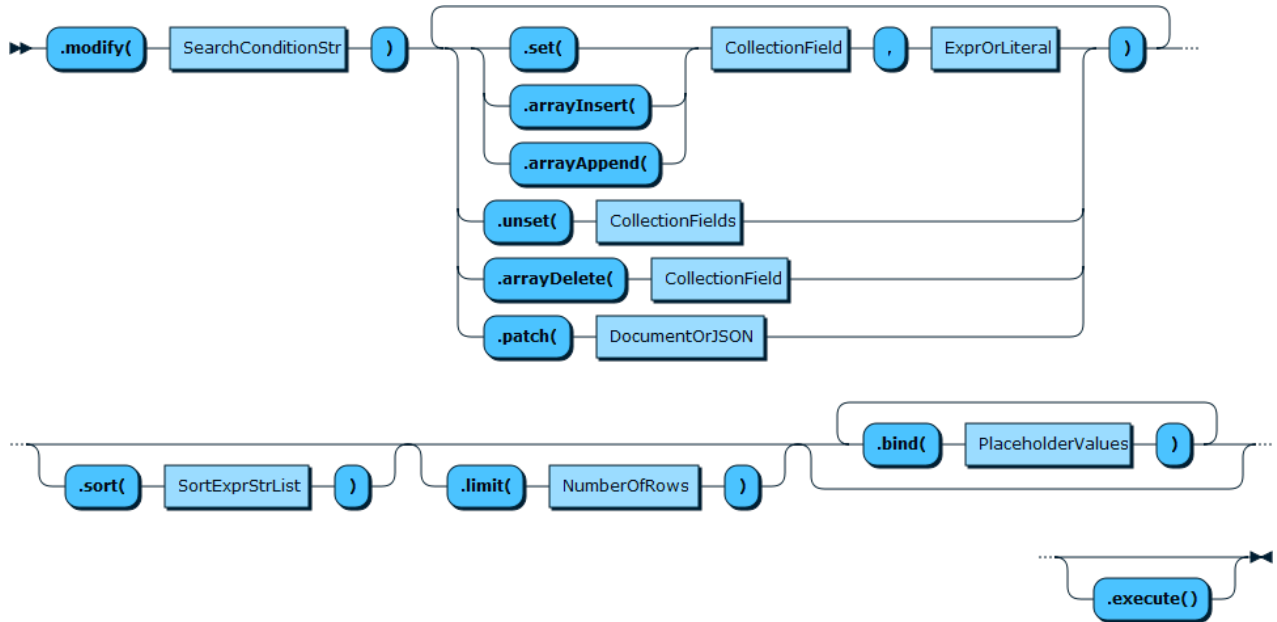 .modify( SearchConditionStr ) .set( CollectionField , ExprOrLiteral )
.arrayInsert(
.arrayAppend(
.unset( CollectionFields
.arrayDelete( CollectionField
.patch( DocumentOrJSON
.bind( PlaceholderValues )
.sort( SortExprStrList ) .limit( NumberOfRows )
.execute()